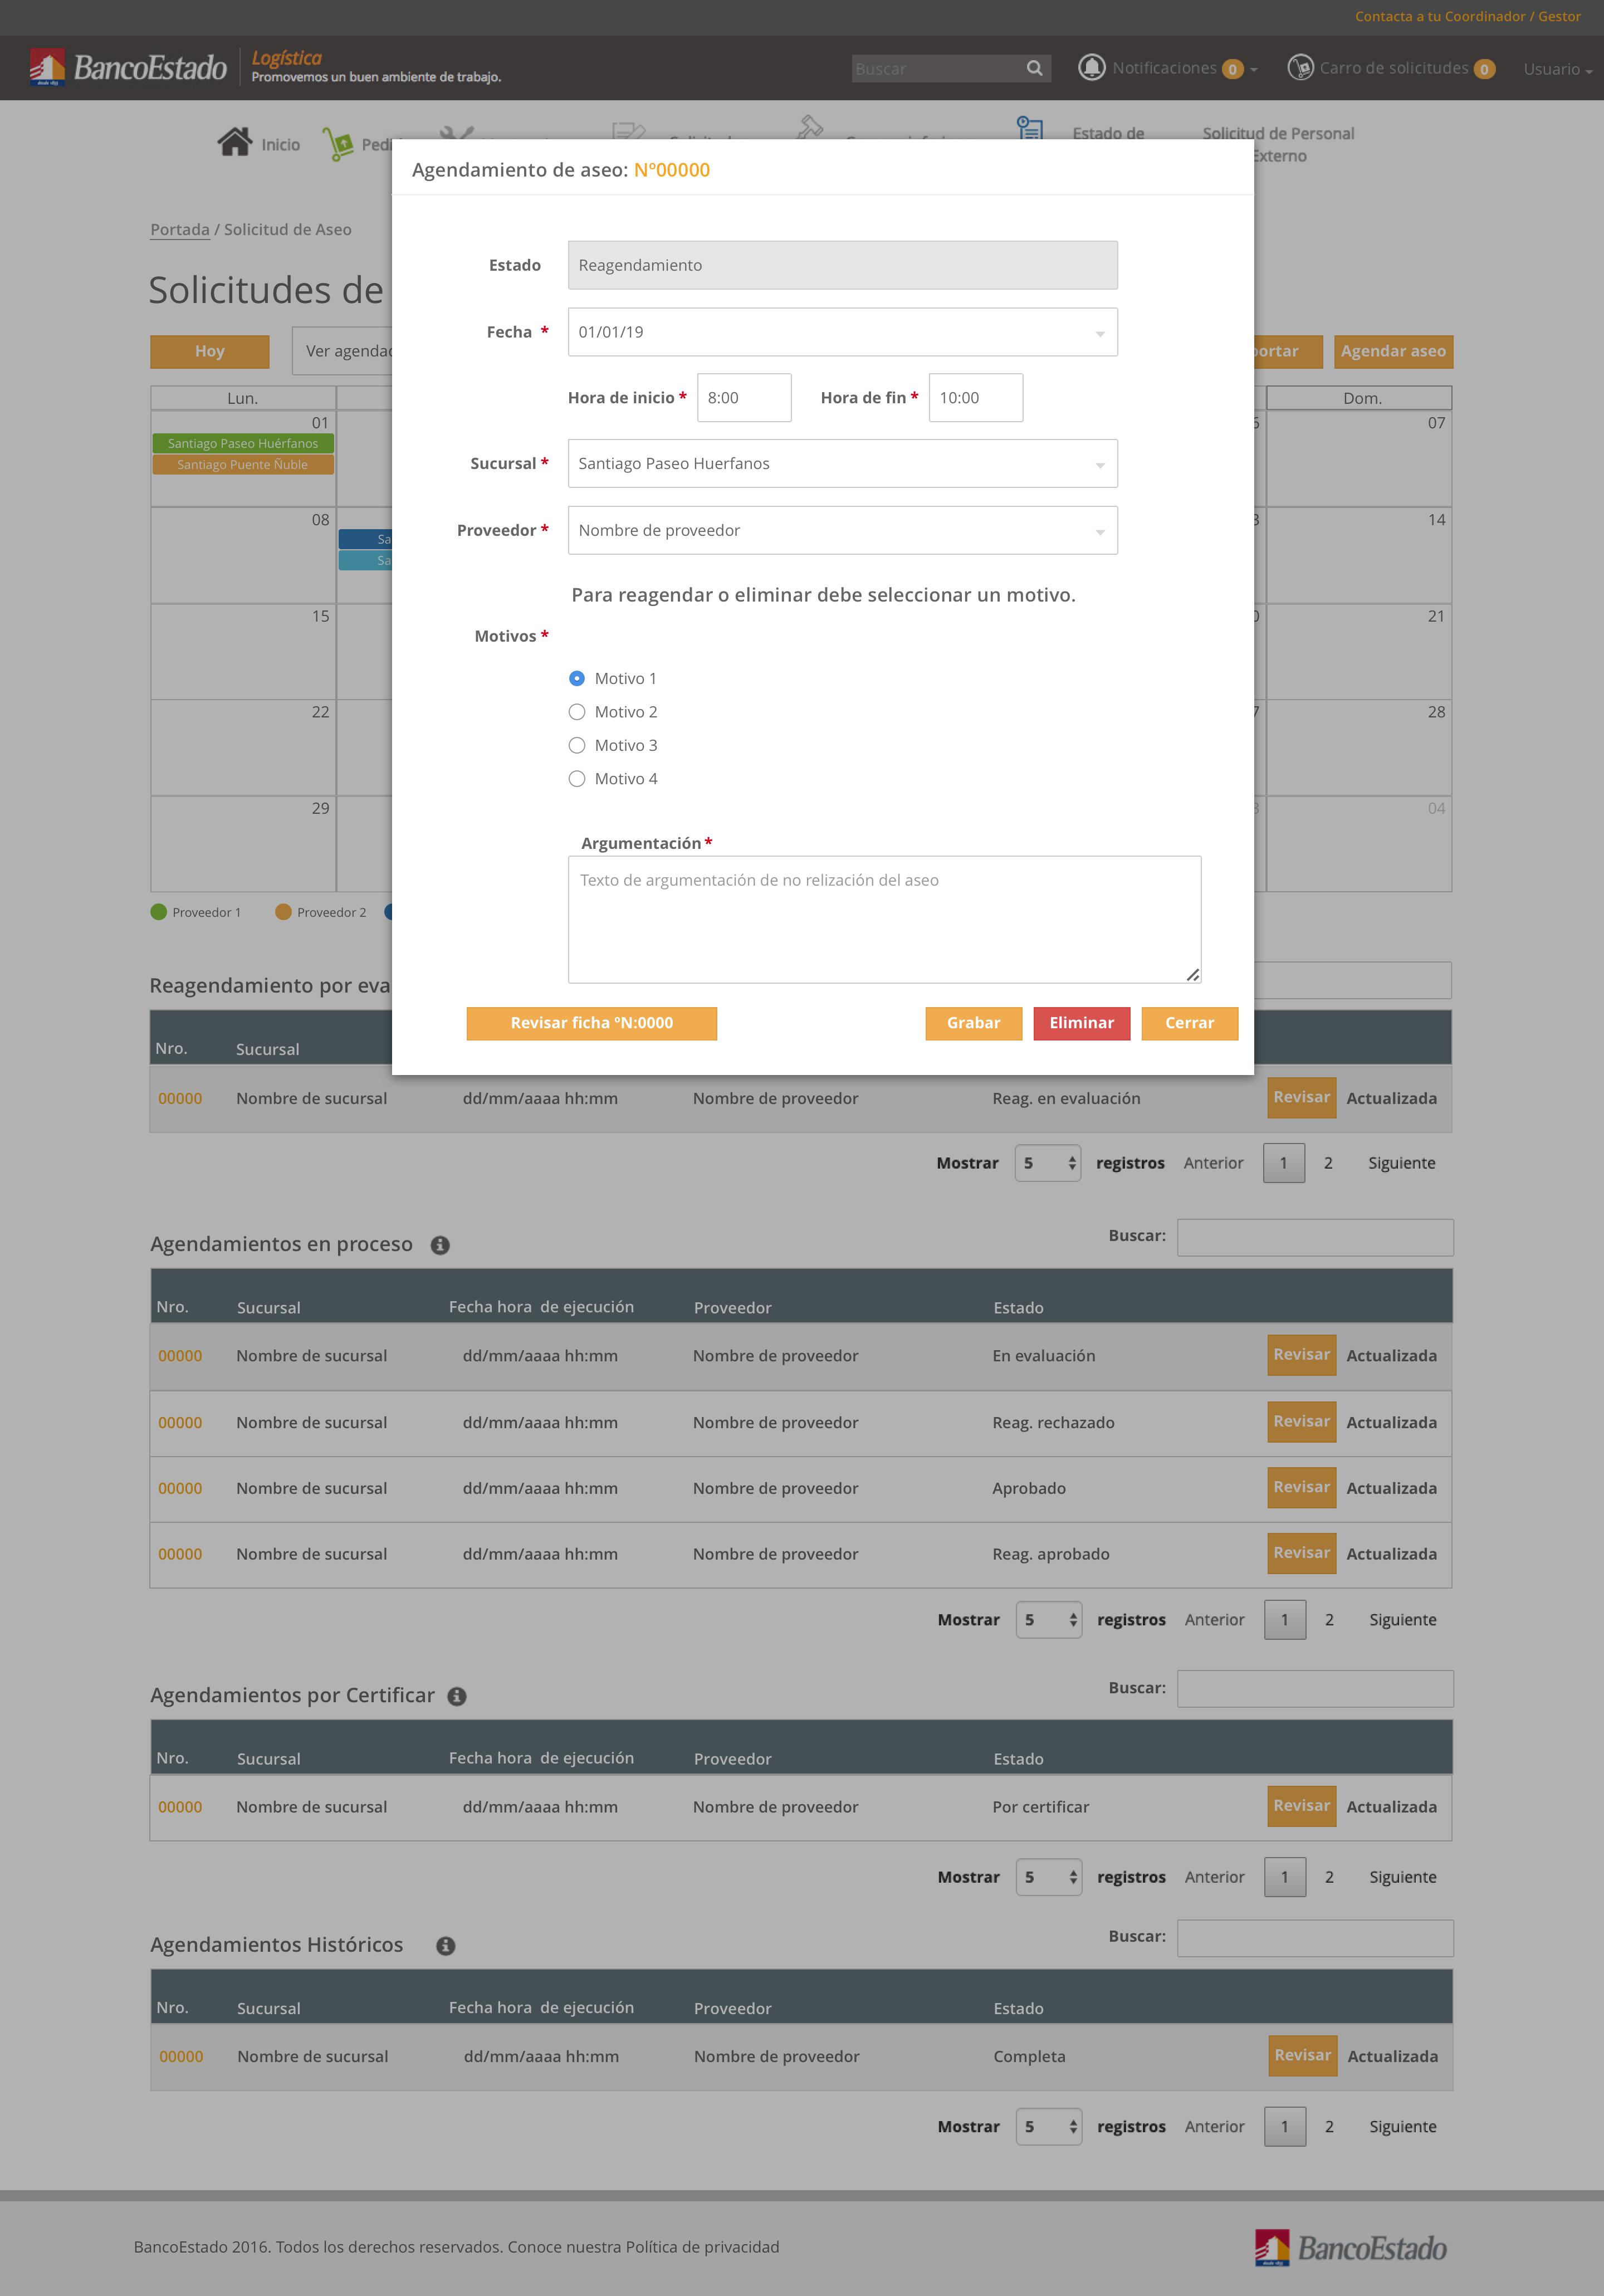 Contacta a tu Coordinador / Gestor
BancoEstado
desde 1855
Logística
Promovemos un buen ambiente de trabajo.
Buscar
Notificaciones 0
Carro de solicitudes 0
Usuario
Inicio
Estado de
Solicitud de Personal
Externo
Portada / Solicitud de Aseo
Solicitudes de
Hoy
Agendar aseo
Lun.
Dom.
01
07
Santiago Paseo Huérfanos
Santiago Puente Ñuble
08
14
15
21
22
28
29
04
Proveedor 1
Proveedor 2
Agendamiento de aseo: Nº00000
Estado
Reagendamiento
Fecha *
01/01/19
Hora de inicio *
8:00
Hora de fin *
10:00
Sucursal *
Santiago Paseo Huerfanos
Proveedor *
Nombre de proveedor
Para reagendar o eliminar debe seleccionar un motivo.
Motivos *
Motivo 1
Motivo 2
Motivo 3
Motivo 4
Argumentación *
Texto de argumentación de no relización del aseo
Revisar ficha ºN:0000
Grabar
Eliminar
Cerrar
Reagendamiento por
Nro. Sucursal
00000 Nombre de sucursal dd/mm/aaaa hh:mm Nombre de proveedor Reag. en evaluación Revisar Actualizada
Mostrar 5 registros Anterior 1 2 Siguiente
Agendamientos en proceso
Buscar:
Nro. Sucursal Fecha hora de ejecución Proveedor Estado
00000 Nombre de sucursal dd/mm/aaaa hh:mm Nombre de proveedor En evaluación Revisar Actualizada
00000 Nombre de sucursal dd/mm/aaaa hh:mm Nombre de proveedor Reag. rechazado Revisar Actualizada
00000 Nombre de sucursal dd/mm/aaaa hh:mm Nombre de proveedor Aprobado Revisar Actualizada
00000 Nombre de sucursal dd/mm/aaaa hh:mm Nombre de proveedor Reag. aprobado Revisar Actualizada
Mostrar 5 registros Anterior 1 2 Siguiente
Agendamientos por Certificar
Buscar:
Nro. Sucursal Fecha hora de ejecución Proveedor Estado
00000 Nombre de sucursal dd/mm/aaaa hh:mm Nombre de proveedor Por certificar Revisar Actualizada
Mostrar 5 registros Anterior 1 2 Siguiente
Agendamientos Históricos
Buscar:
Nro. Sucursal Fecha hora de ejecución Proveedor Estado
00000 Nombre de sucursal dd/mm/aaaa hh:mm Nombre de proveedor Completa Revisar Actualizada
Mostrar 5 registros Anterior 1 2 Siguiente
BancoEstado 2016. Todos los derechos reservados. Conoce nuestra Política de privacidad
BancoEstado